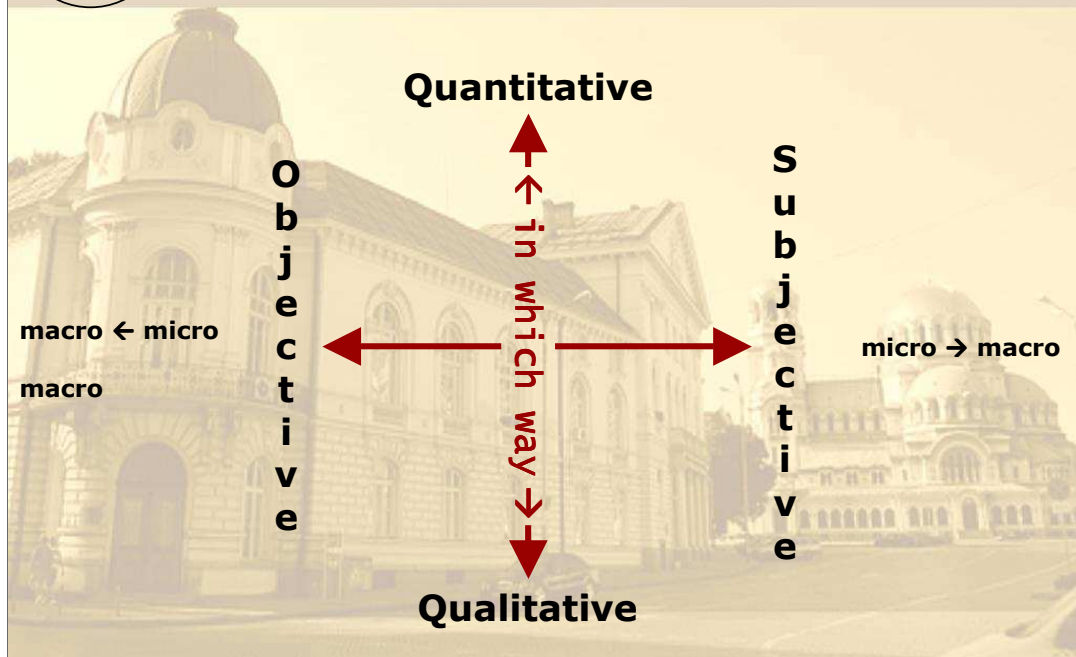 Quantitative
Objective
Subjective
← in which way →
macro ← micro
macro
micro → macro
Qualitative